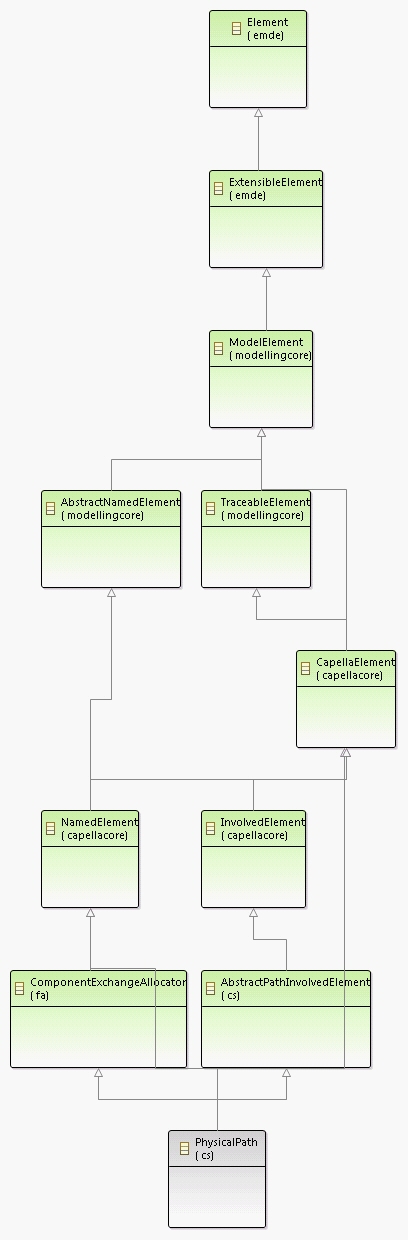 Element
( emde)
ExtensibleElement
( emde)
ModelElement
( modellingcore)
AbstractNamedElement
( modellingcore)
TraceableElement
( modellingcore)
CapellaElement
( capellacore)
NamedElement
( capellacore)
InvolvedElement
( capellacore)
ComponentExchangeAllocator
( fa)
AbstractPathInvolvedElement
( cs)
PhysicalPath
( cs)